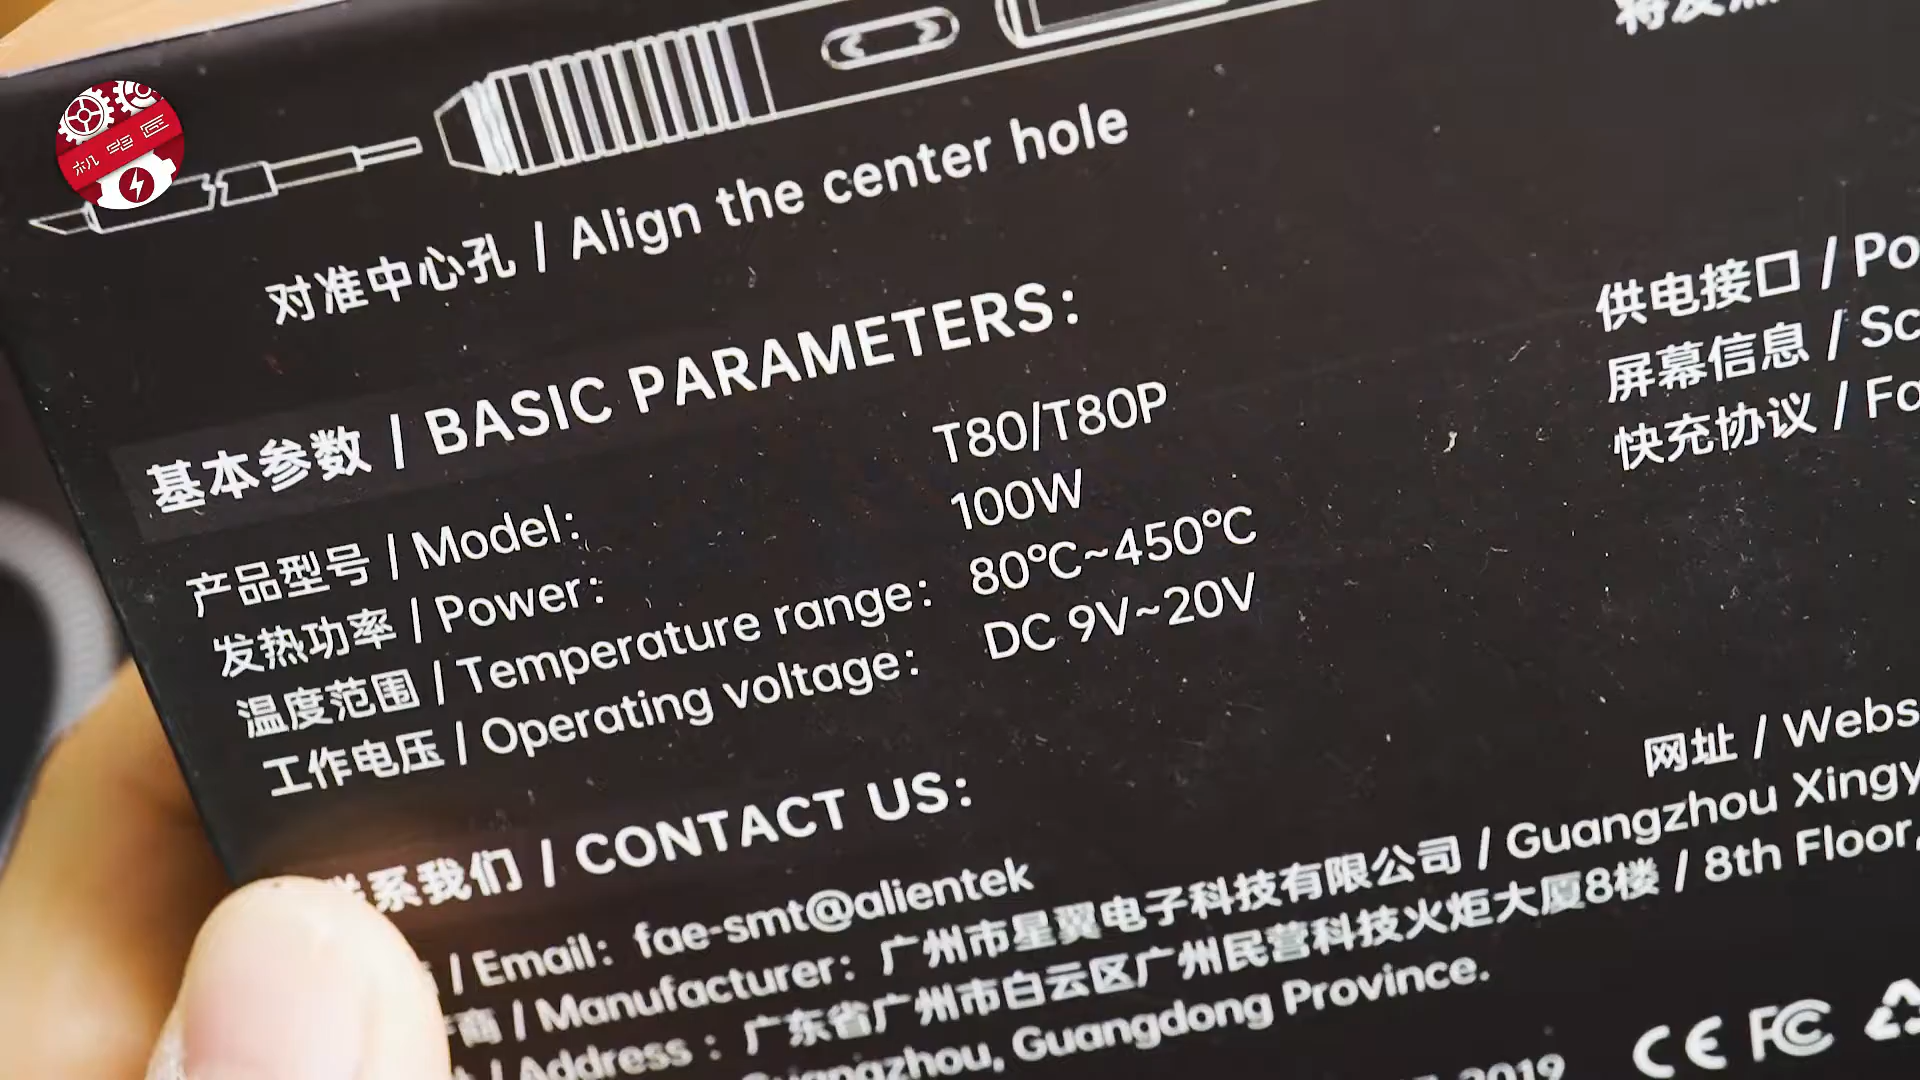 对准中心孔 / Align the center hole
基本参数 / BASIC PARAMETERS:
产品型号 / Model: T80/T80P
发热功率 / Power: 100W
温度范围 / Temperature range: 80℃~450℃
工作电压 / Operating voltage: DC 9V~20V
供电接口 / Po
屏幕信息 / Sc
快充协议 / Fa
系我们 / CONTACT US:
网址 / Webs
/ Email: fae-smt@alientek
商 / Manufacturer: 广州市星翼电子科技有限公司 / Guangzhou Xingy
/ Address: 广东省广州市白云区广州民营科技火炬大厦8楼 / 8th Floor,
Guangzhou, Guangdong Province.
2019
CE FC